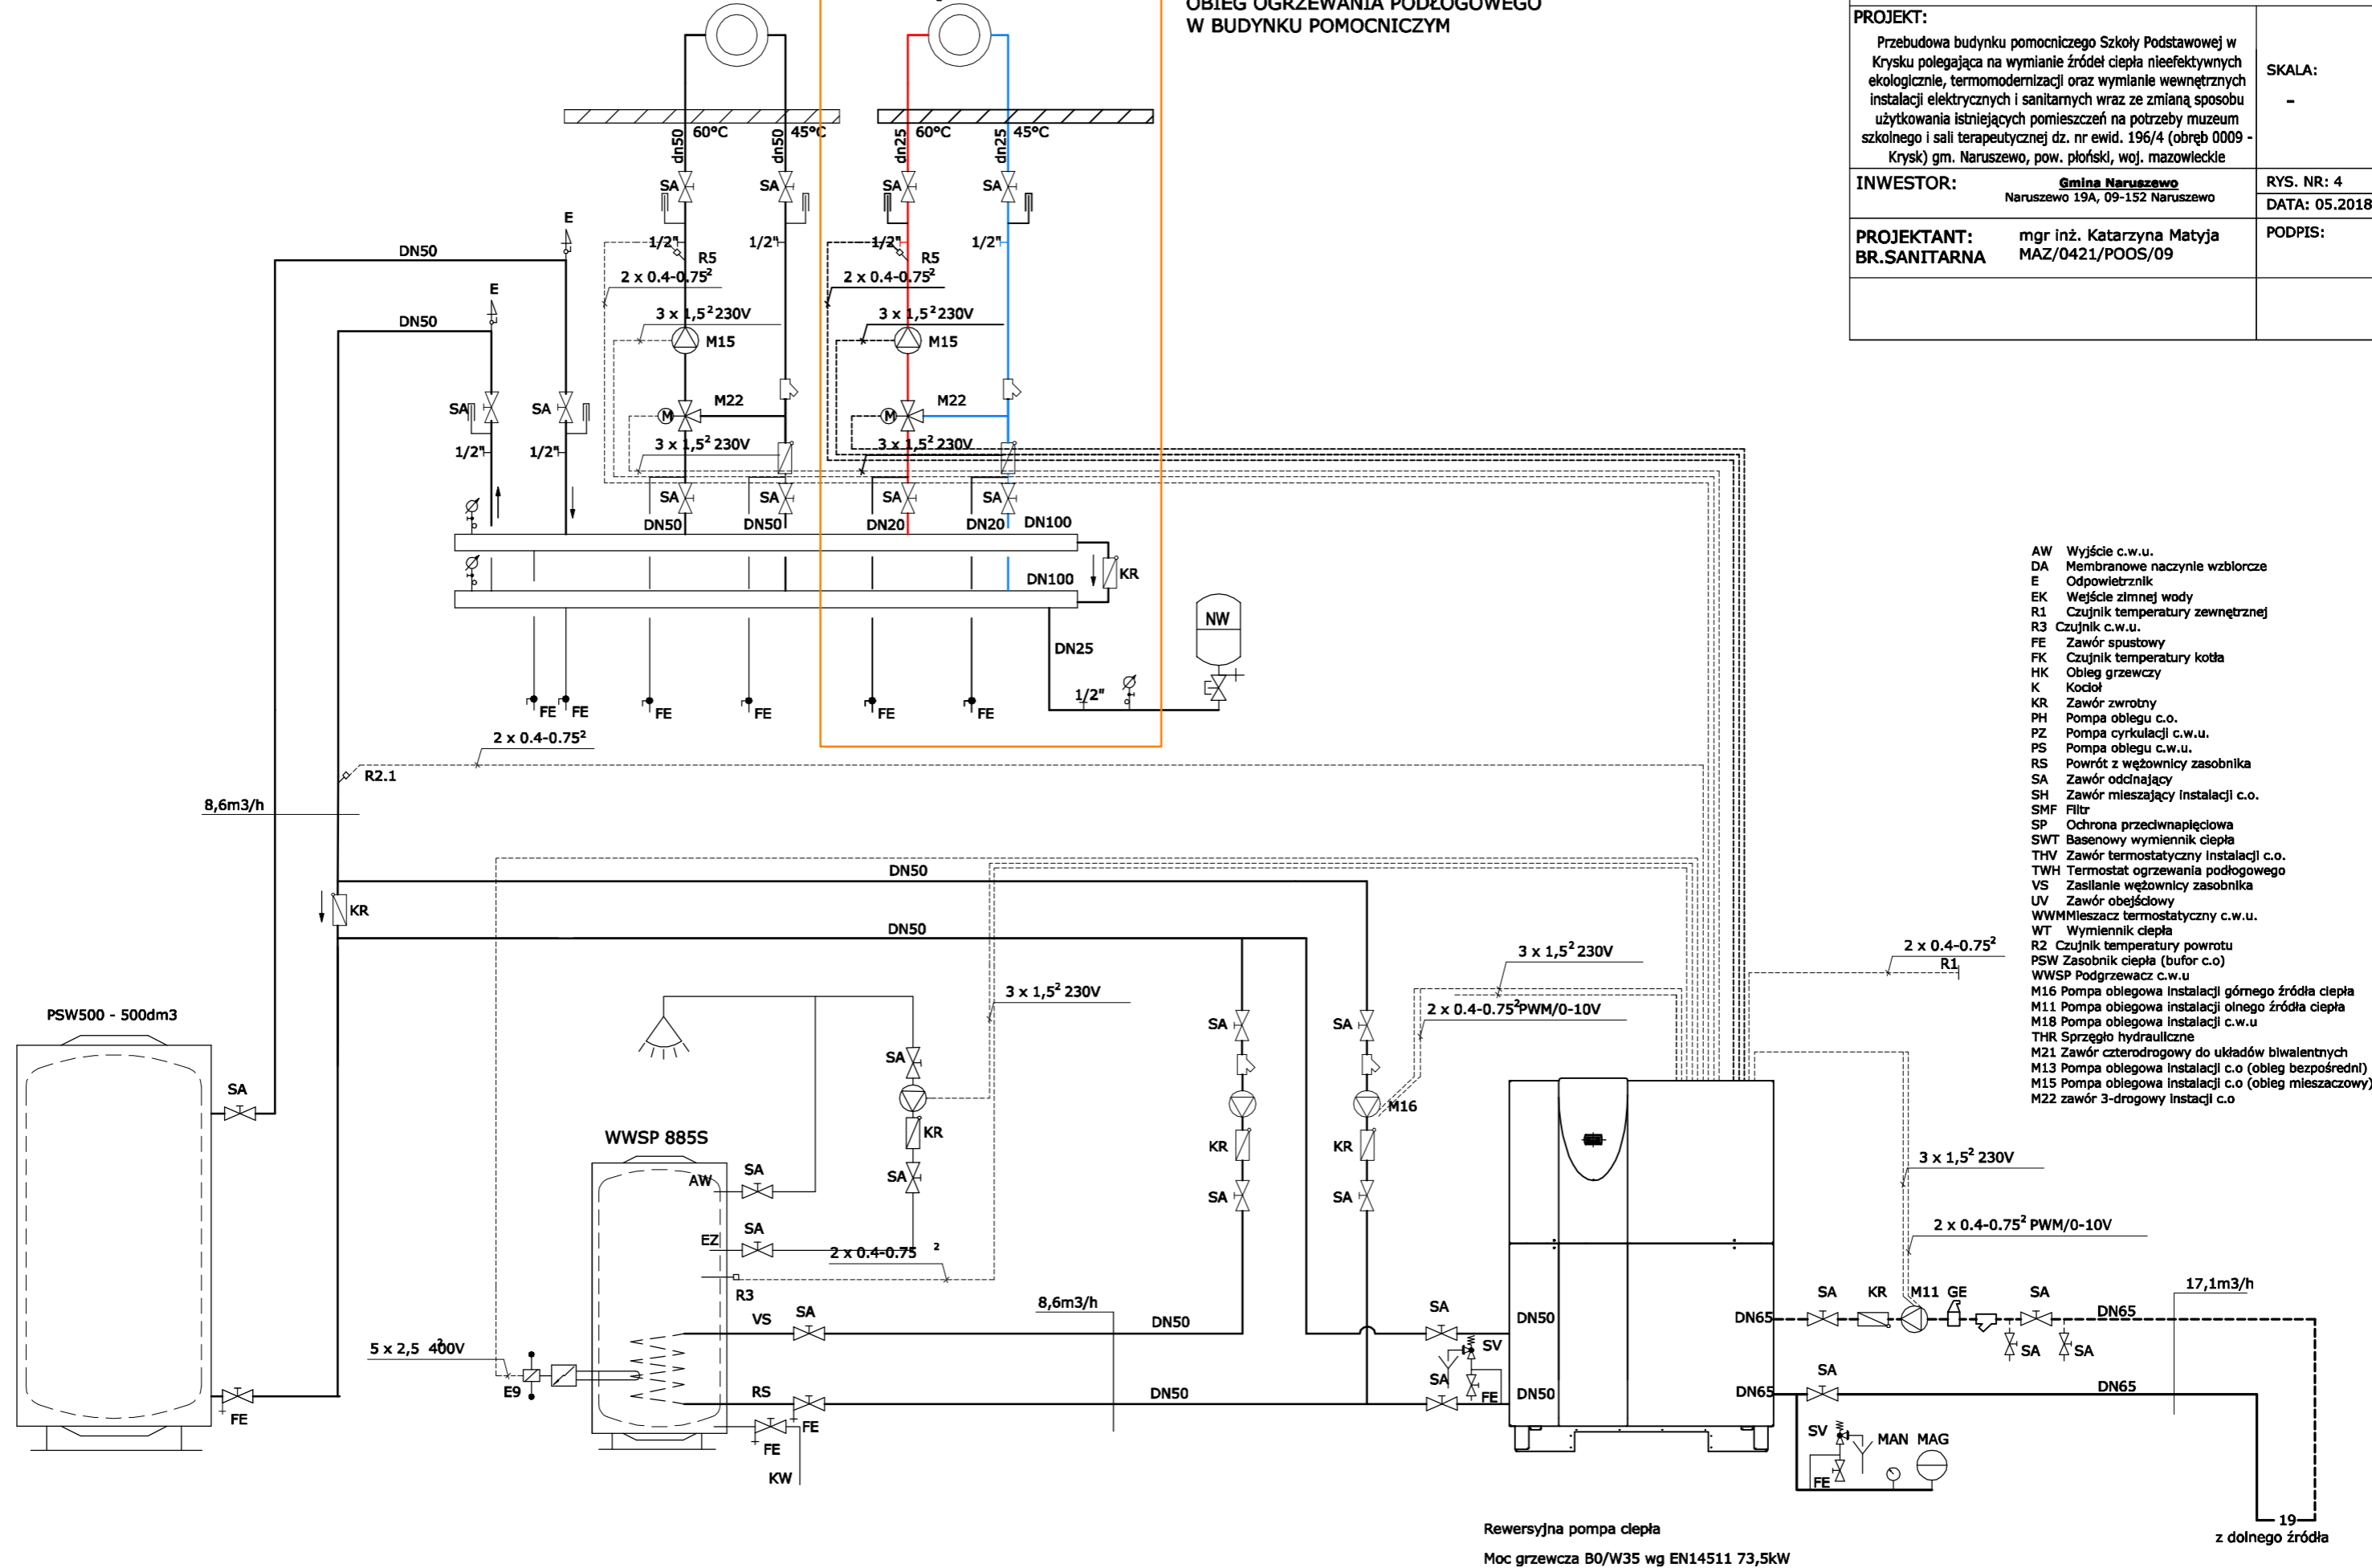 OBIEG OGRZEWANIA PODŁOGOWEGO
W BUDYNKU POMOCNICZYM
PROJEKT:
Przebudowa budynku pomocniczego Szkoły Podstawowej w
Krysku polegająca na wymianie źródeł ciepła nieefektywnych
ekologicznie, termomodernizacji oraz wymianie wewnętrznych
instalacji elektrycznych i sanitarnych wraz ze zmianą sposobu
użytkowania istniejących pomieszczeń na potrzeby muzeum
szkolnego i sali terapeutycznej dz. nr ewid. 196/4 (obręb 0009 -
Krysk) gm. Naruszewo, pow. płoński, woj. mazowieckie
SKALA:
-
INWESTOR:
Gmina Naruszewo
Naruszewo 19A, 09-152 Naruszewo
RYS. NR: 4
DATA: 05.2018
PROJEKTANT:
BR.SANITARNA
mgr inż. Katarzyna Matyja
MAZ/0421/POOS/09
PODPIS:
dn50 60°C dn50 45°C dn25 60°C dn25 45°C
SA SA SA SA
1/2" 1/2" 1/2" 1/2"
R5 R5
2 x 0.4-0.75² 2 x 0.4-0.75²
3 x 1,5² 230V 3 x 1,5² 230V
M15 M15
M M22 M M22
3 x 1,5² 230V 3 x 1,5² 230V
SA SA SA SA
DN50 DN50 DN20 DN20 DN100
E
DN50
E
DN50
SA SA
1/2" 1/2"
DN100 KR
NW
DN25
1/2"
FE FE FE FE FE FE
2 x 0.4-0.75²
R2.1
8,6m3/h
KR
DN50
DN50
AW Wyjście c.w.u.
DA Membranowe naczynie wzbiorcze
E Odpowietrznik
EK Wejście zimnej wody
R1 Czujnik temperatury zewnętrznej
R3 Czujnik c.w.u.
FE Zawór spustowy
FK Czujnik temperatury kotła
HK Obieg grzewczy
K Kocioł
KR Zawór zwrotny
PH Pompa obiegu c.o.
PZ Pompa cyrkulacji c.w.u.
PS Pompa obiegu c.w.u.
RS Powrót z wężownicy zasobnika
SA Zawór odcinający
SH Zawór mieszający instalacji c.o.
SMF Filtr
SP Ochrona przeciwnapięciowa
SWT Basenowy wymiennik ciepła
THV Zawór termostatyczny instalacji c.o.
TWH Termostat ogrzewania podłogowego
VS Zasilanie wężownicy zasobnika
UV Zawór obejściowy
WWMMieszacz termostatyczny c.w.u.
WT Wymiennik ciepła
R2 Czujnik temperatury powrotu
PSW Zasobnik ciepła (bufor c.o)
WWSP Podgrzewacz c.w.u
M16 Pompa obiegowa instalacji górnego źródła ciepła
M11 Pompa obiegowa instalacji olnego źródła ciepła
M18 Pompa obiegowa instalacji c.w.u
THR Sprzęgło hydrauliczne
M21 Zawór czterodrogowy do układów biwalentnych
M13 Pompa obiegowa instalacji c.o (obieg bezpośredni)
M15 Pompa obiegowa instalacji c.o (obieg mieszaczowy)
M22 zawór 3-drogowy instacji c.o
2 x 0.4-0.75²
R1
3 x 1,5² 230V
2 x 0.4-0.75² PWM/0-10V
3 x 1,5² 230V
PSW500 - 500dm3
SA
FE
SA
KR
SA
SA SA
M16
KR KR
SA SA
WWSP 885S
AW SA
EZ SA
2 x 0.4-0.75 ²
R3
VS SA
8,6m3/h
DN50
5 x 2,5² 400V
E9
RS
FE
DN50
FE
KW
SA
SV
SA
FE
DN50
DN50
DN65
DN65
3 x 1,5² 230V
2 x 0.4-0.75² PWM/0-10V
17,1m3/h
SA KR M11 GE SA
DN65
SA SA
SA
DN65
SV MAN MAG
FE
19
z dolnego źródła
Rewersyjna pompa ciepła
Moc grzewcza B0/W35 wg EN14511 73,5kW